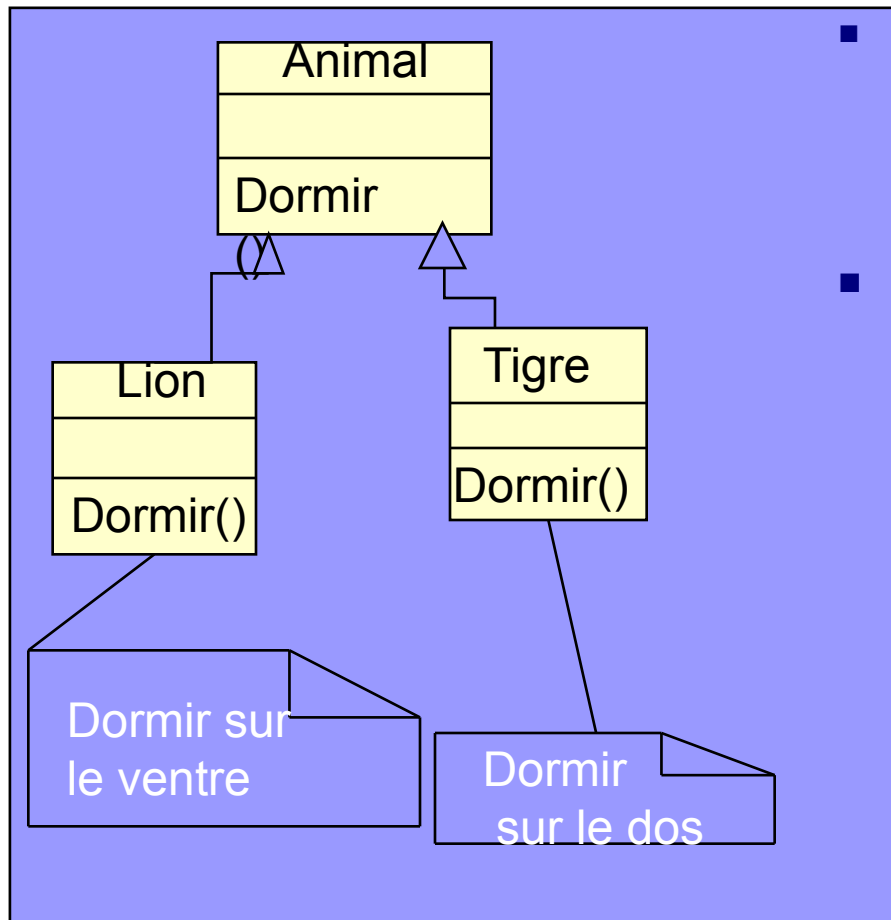 Animal
Dormir
()
Lion
Dormir()
Tigre
Dormir()
Dormir sur
le ventre
Dormir
sur le dos